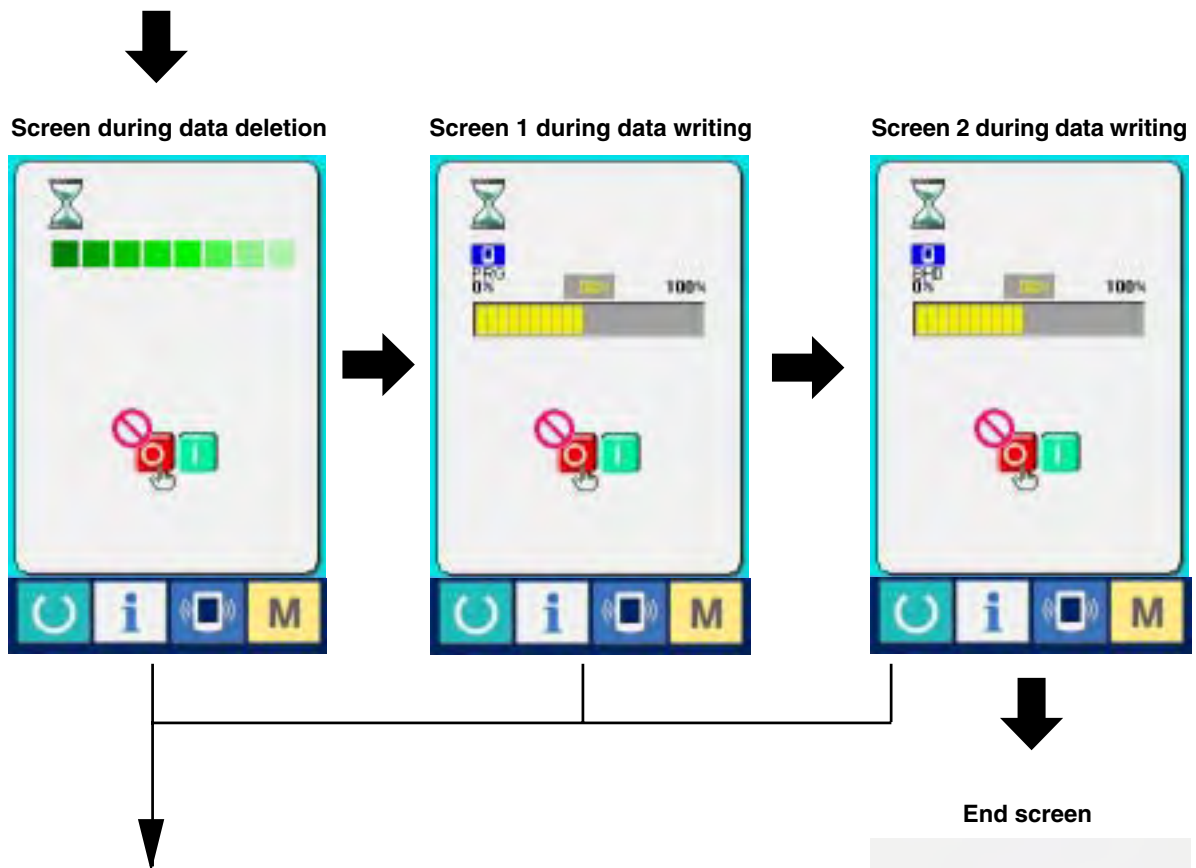 Screen during data deletion
Screen 1 during data writing
Screen 2 during data writing
PRG
0% 100%
0% 100%
i M
i M
i M
End screen